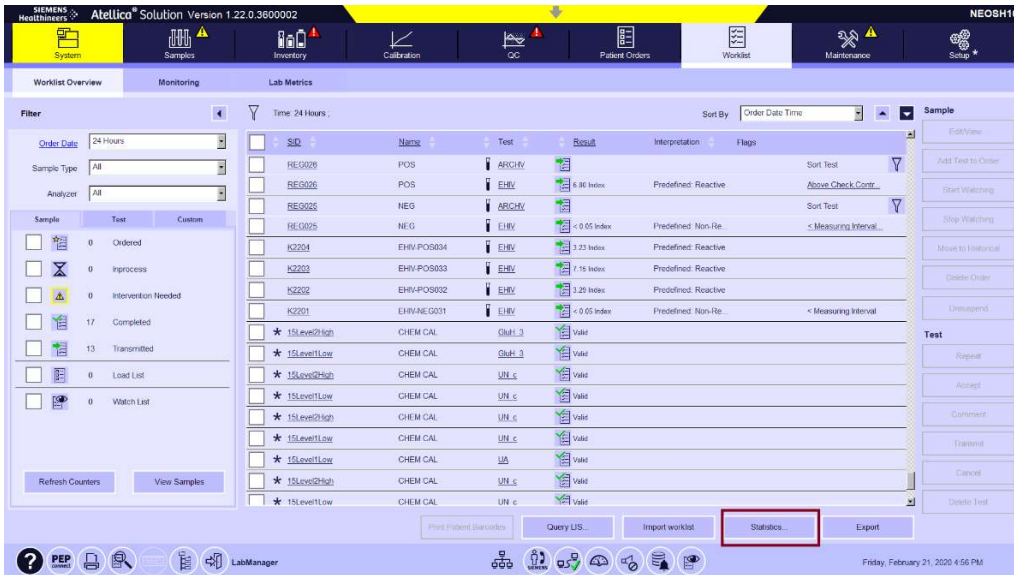 SIEMENS Healthineers Atellica® Solution Version 1.22.0.3600002 NEOSH10
System Samples Inventory Calibration QC Patient Orders Worklist Maintenance Setup *
Worklist Overview Monitoring Lab Metrics
Filter Time: 24 Hours ; Sort By Order Date Time Sample
Order Date 24 Hours
Sample Type All
Analyzer All
Sample Test Custom
0 Ordered
0 Inprocess
0 Intervention Needed
17 Completed
13 Transmitted
0 Load List
0 Watch List
Refresh Counters View Samples
SID Name Test Result Interpretation Flags
REG026 POS ARCHV Sort Test
REG026 POS EHIV 6.80 Index Predefined: Reactive Above Check,Contr...
REG025 NEG ARCHV Sort Test
REG025 NEG EHIV < 0.05 Index Predefined: Non-Re... < Measuring Interval...
K2204 EHIV-POS034 EHIV 3.23 Index Predefined: Reactive
K2203 EHIV-POS033 EHIV 7.15 Index Predefined: Reactive
K2202 EHIV-POS032 EHIV 3.29 Index Predefined: Reactive
K2201 EHIV-NEG031 EHIV < 0.05 Index Predefined: Non-Re... < Measuring Interval
* 15Level2High CHEM CAL GluH_3 Valid
* 15Level1Low CHEM CAL GluH_3 Valid
* 15Level2High CHEM CAL UN_c Valid
* 15Level1Low CHEM CAL UN_c Valid
* 15Level2High CHEM CAL UN_c Valid
* 15Level1Low CHEM CAL UN_c Valid
* 15Level1Low CHEM CAL UA Valid
* 15Level2High CHEM CAL UN_c Valid
* 15Level1Low CHEM CAL UN_c Valid
Edit/View
Add Test to Order
Start Watching
Stop Watching
Move to Historical
Delete Order
Unsuspend
Test
Repeat
Accept
Comment
Transmit
Cancel
Delete Test
Print Patient Barcodes Query LIS... Import worklist Statistics... Export
? PEP connect LabManager SIEMENS Friday, February 21, 2020 4:56 PM